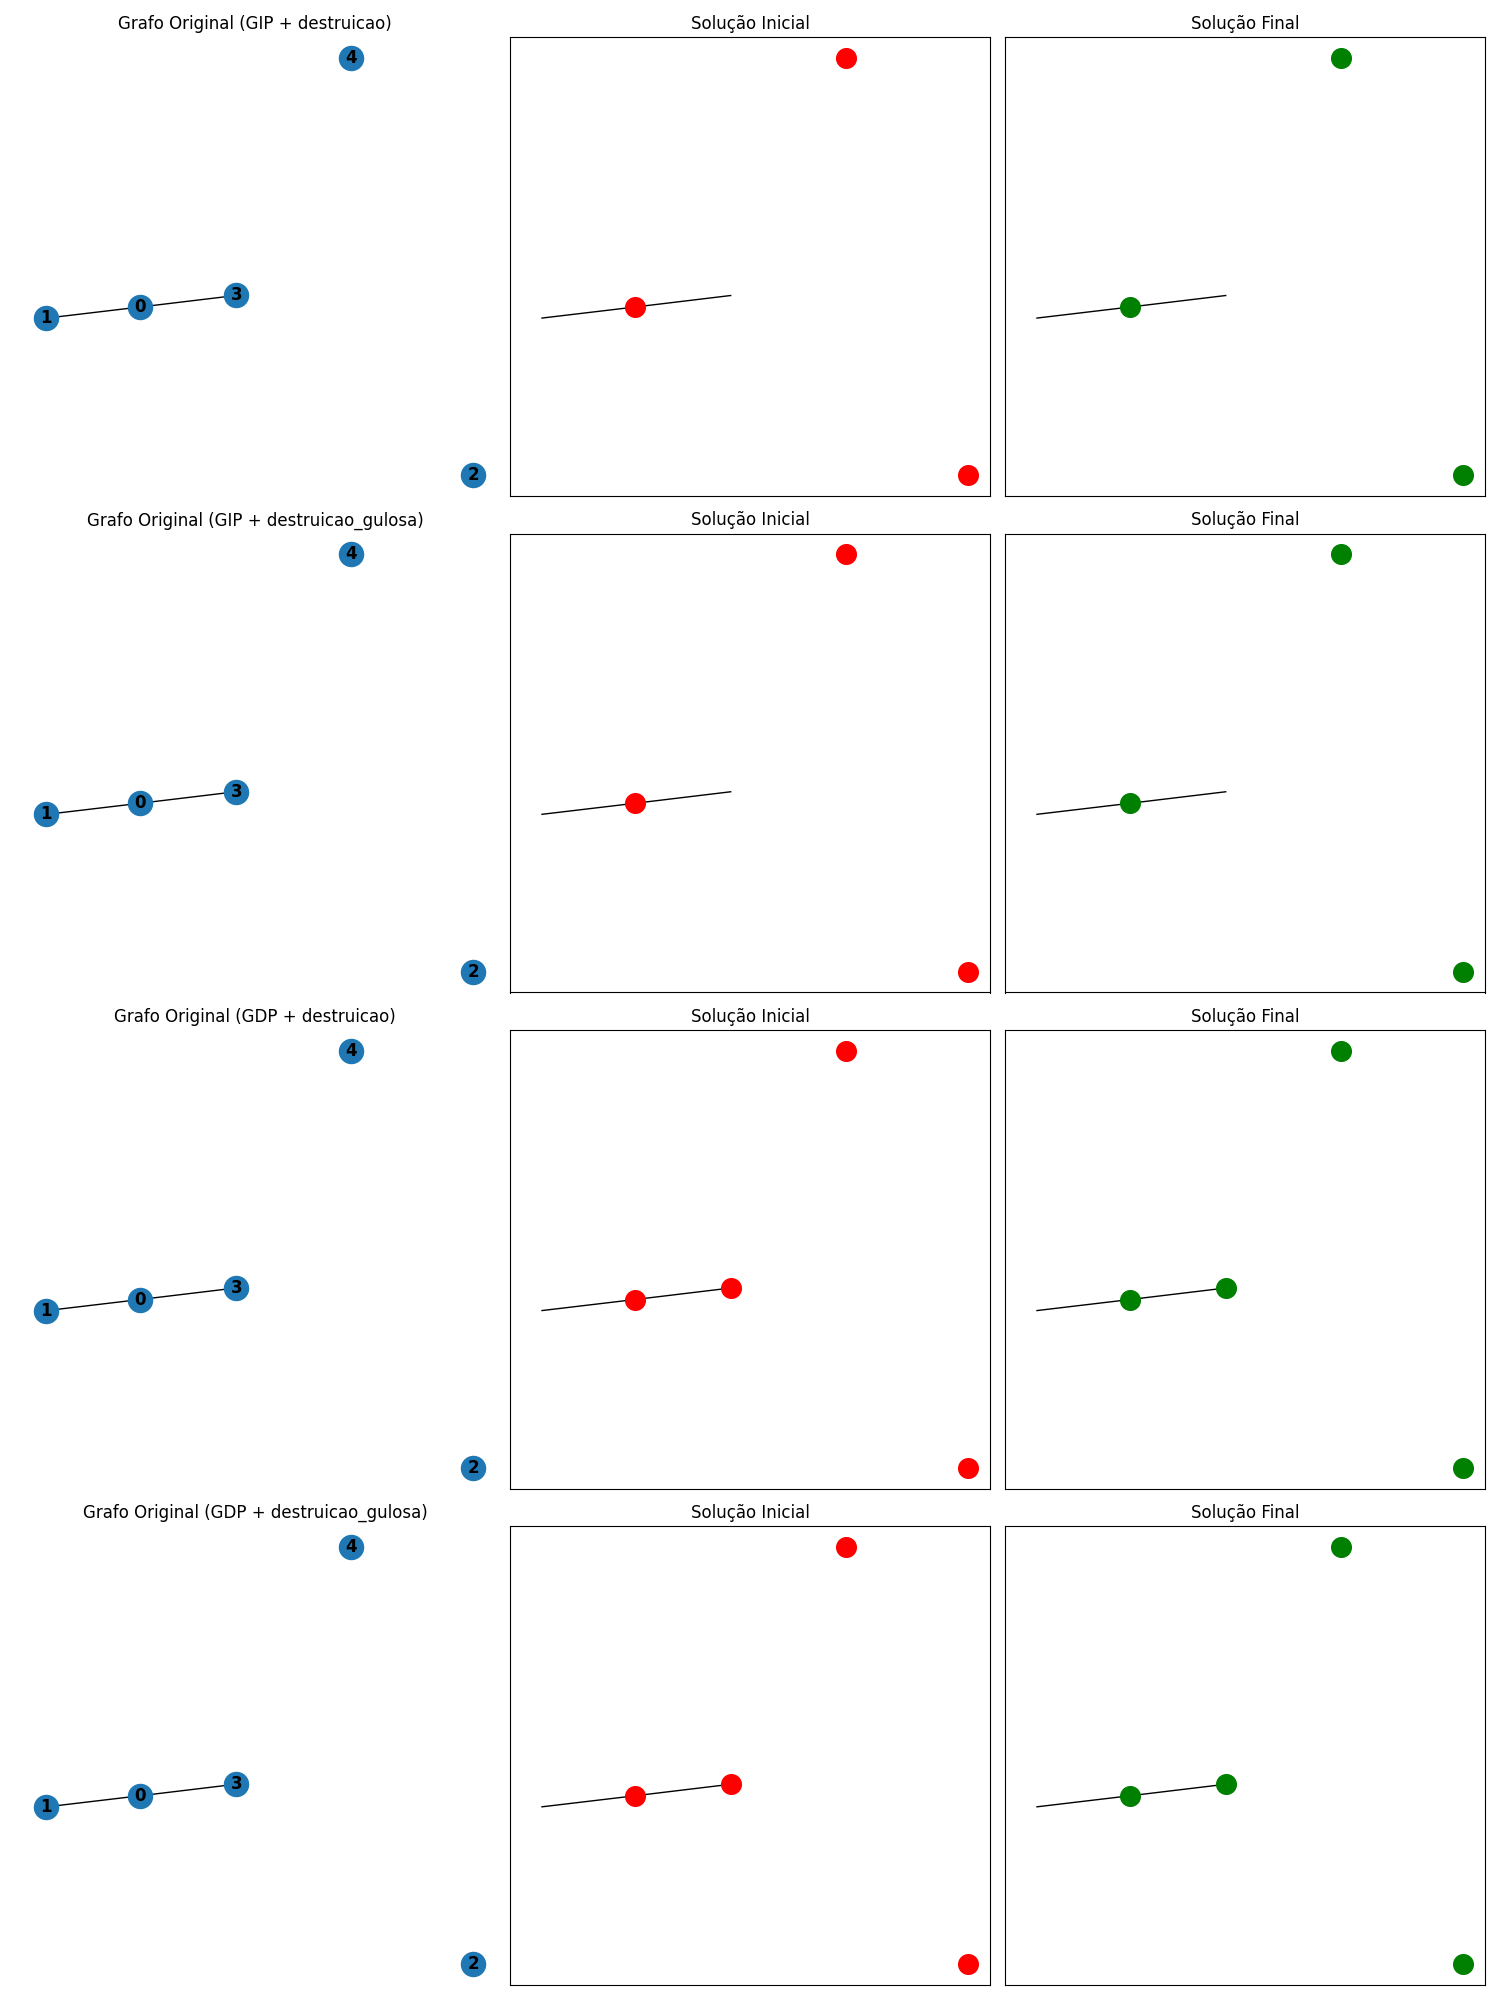 Grafo Original (GIP + destruicao)
Solução Inicial
Solução Final
4
1
0
3
2
Grafo Original (GIP + destruicao_gulosa)
Solução Inicial
Solução Final
4
1
0
3
2
Grafo Original (GDP + destruicao)
Solução Inicial
Solução Final
4
1
0
3
2
Grafo Original (GDP + destruicao_gulosa)
Solução Inicial
Solução Final
4
1
0
3
2